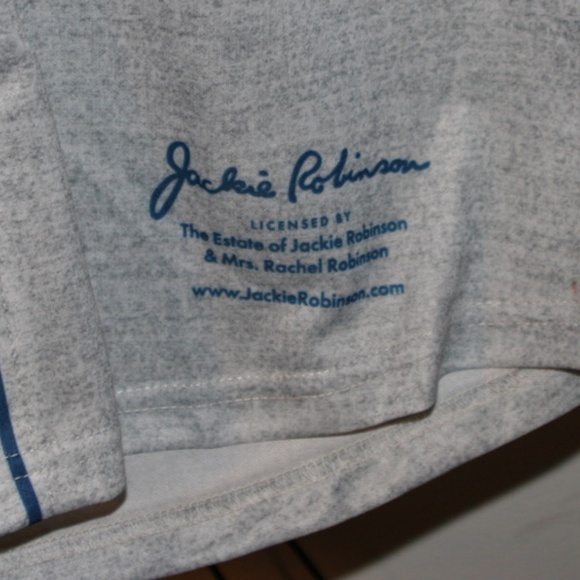 Jackie Robinson
LICENSED BY
The Estate of Jackie Robinson
& Mrs. Rachel Robinson
www.JackieRobinson.com